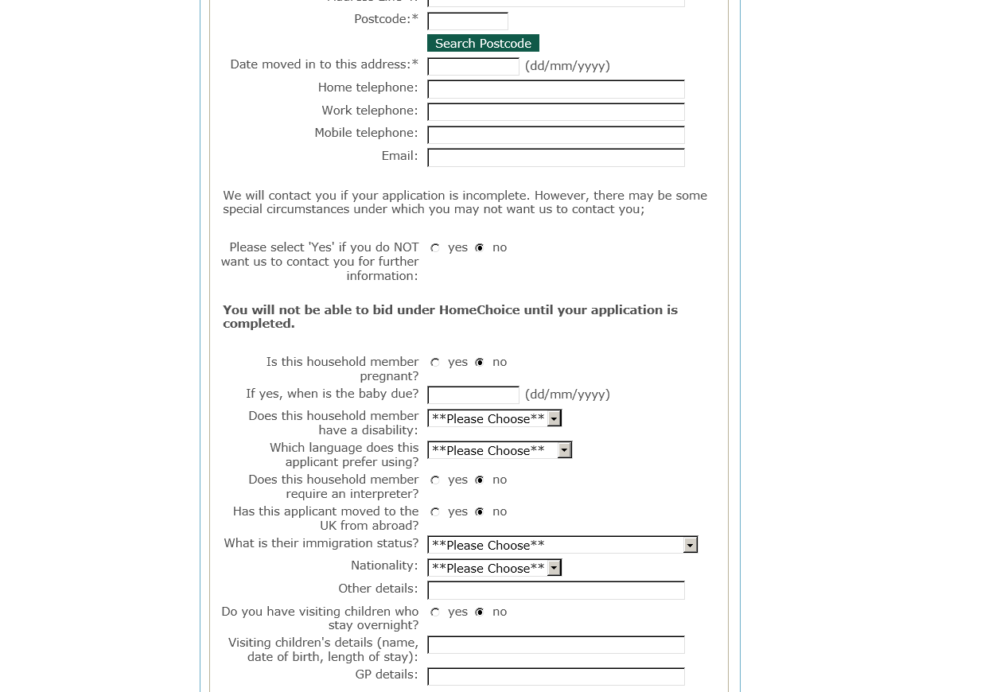 Postcode:*
Search Postcode
Date moved in to this address:* (dd/mm/yyyy)
Home telephone:
Work telephone:
Mobile telephone:
Email:
We will contact you if your application is incomplete. However, there may be some
special circumstances under which you may not want us to contact you;
Please select 'Yes' if you do NOT yes no
want us to contact you for further
information:
You will not be able to bid under HomeChoice until your application is
completed.
Is this household member yes no
pregnant?
If yes, when is the baby due? (dd/mm/yyyy)
Does this household member **Please Choose**
have a disability:
Which language does this **Please Choose**
applicant prefer using?
Does this household member yes no
require an interpreter?
Has this applicant moved to the yes no
UK from abroad?
What is their immigration status? **Please Choose**
Nationality: **Please Choose**
Other details:
Do you have visiting children who yes no
stay overnight?
Visiting children's details (name,
date of birth, length of stay):
GP details: